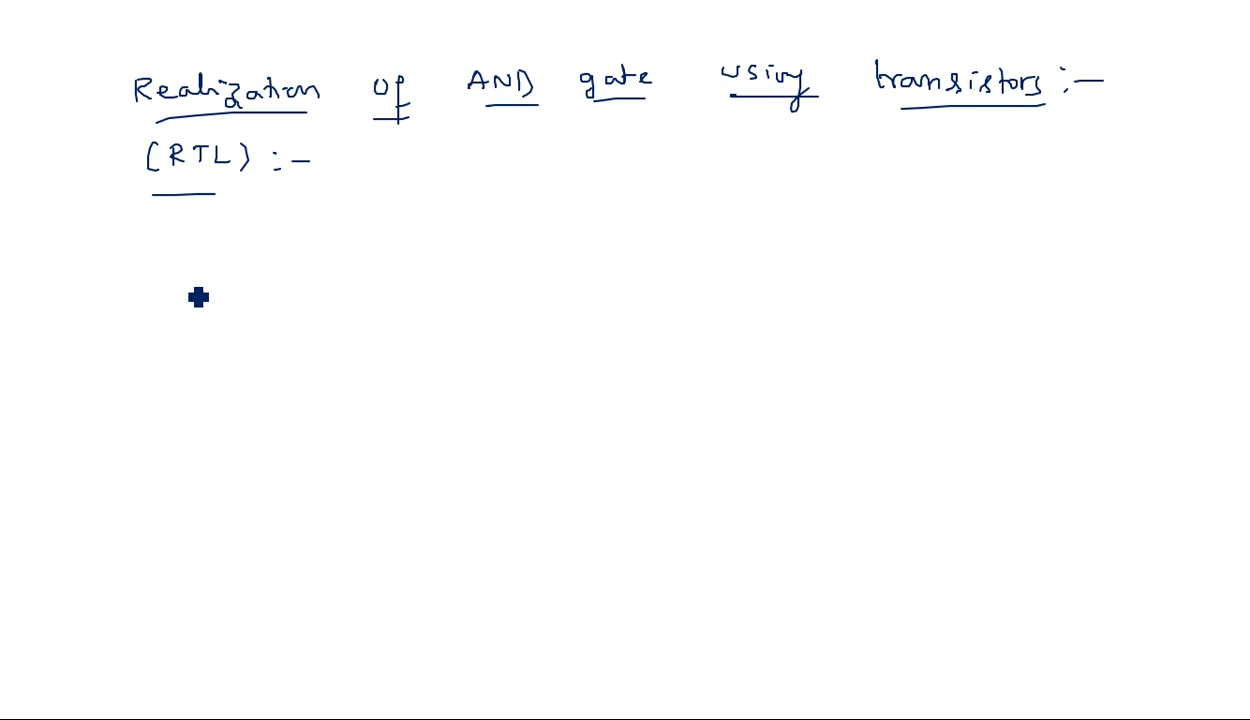 Realization of AND gate using transistors :-
(RTL) :-